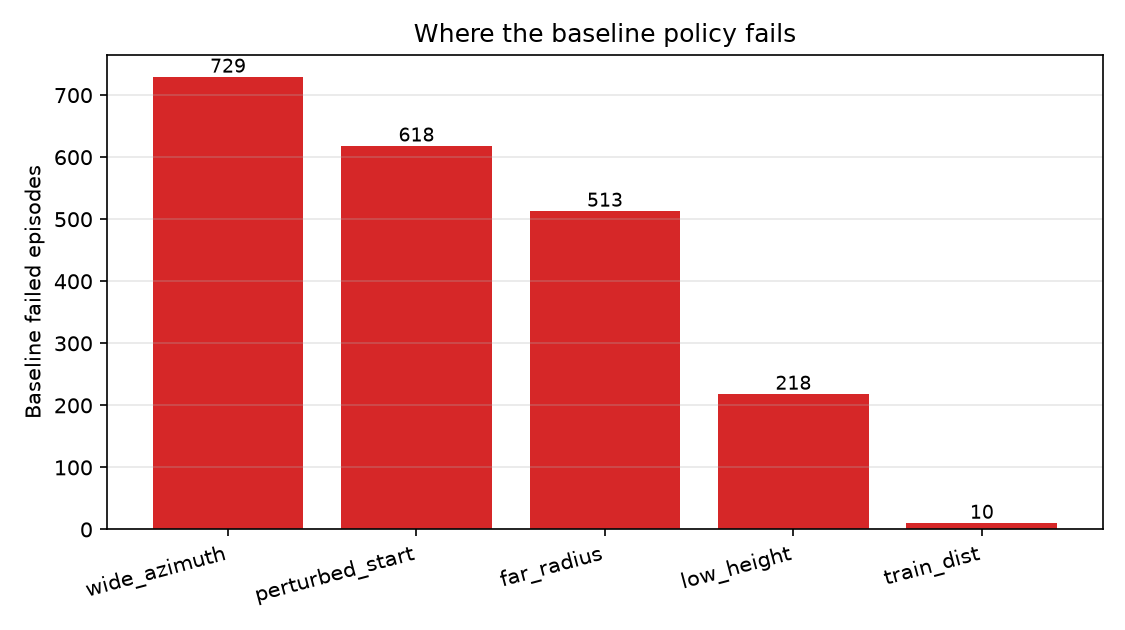 Where the baseline policy fails
Baseline failed episodes
700
600
500
400
300
200
100
0
729
618
513
218
10
wide_azimuth
perturbed_start
far_radius
low_height
train_dist